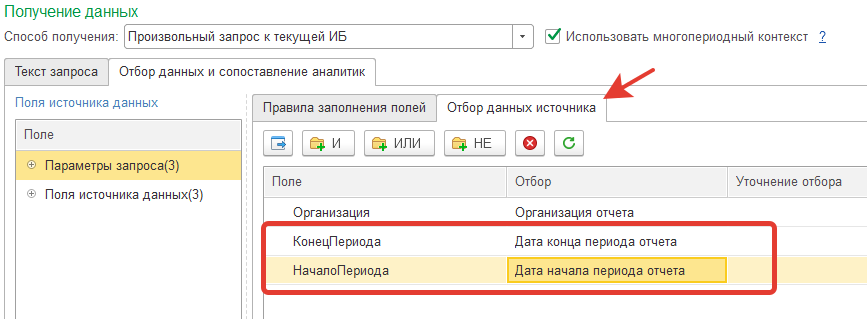 Получение данных
Способ получения: Произвольный запрос к текущей ИБ Использовать многопериодный контекст ?
Текст запроса Отбор данных и сопоставление аналитик
Поля источника данных Правила заполнения полей Отбор данных источника
Поле И ИЛИ НЕ
Параметры запроса(3) Поле Отбор Уточнение отбора
Поля источника данных(3) Организация Организация отчета
КонецПериода Дата конца периода отчета
НачалоПериода Дата начала периода отчета